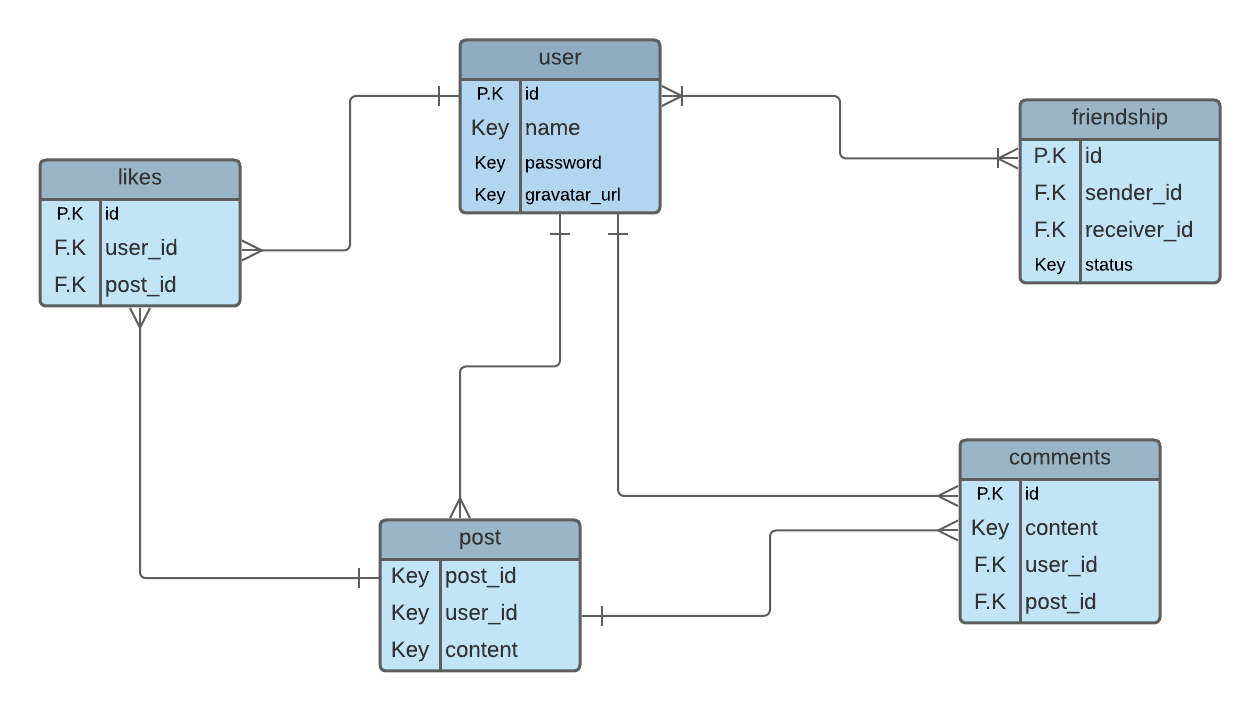 user
P.K id
Key name
Key password
Key gravatar_url
friendship
P.K id
F.K sender_id
F.K receiver_id
Key status
likes
P.K id
F.K user_id
F.K post_id
comments
P.K id
Key content
F.K user_id
F.K post_id
post
Key post_id
Key user_id
Key content